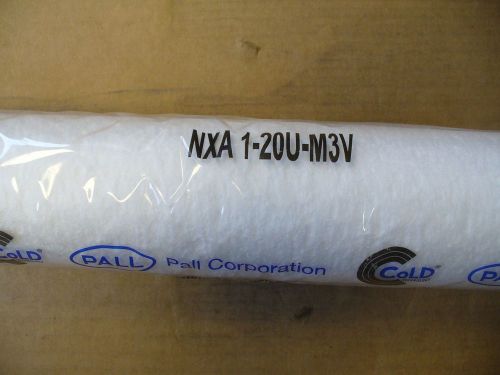 NXA 1-20U-M3V
PALL Pall Corporation CoLD®